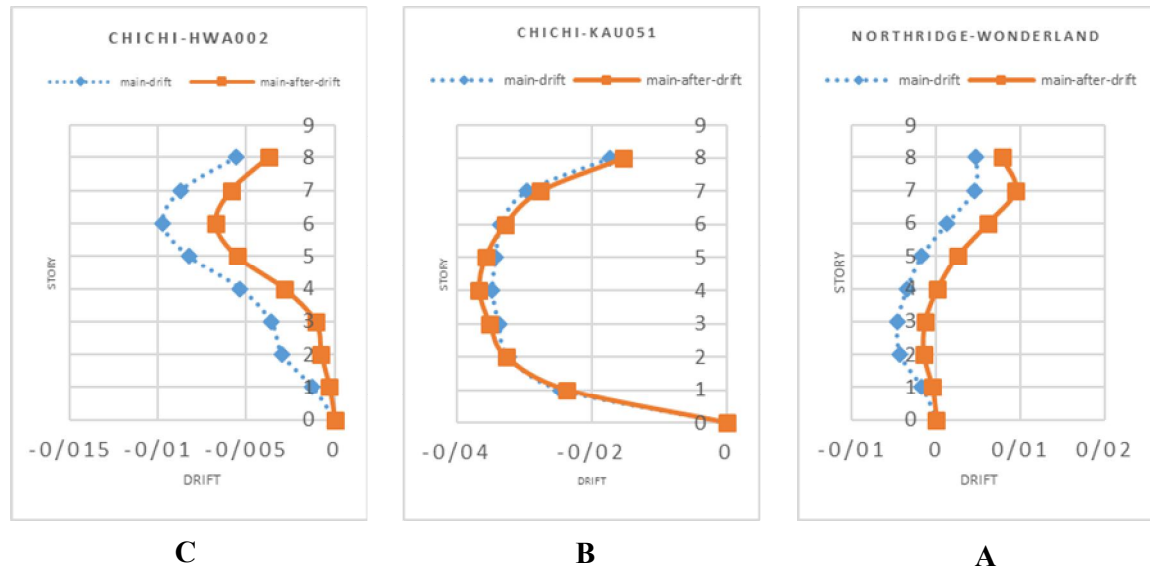 CHICHI-HWA002
main-drift main-after-drift
9
8
7
6
5
4
3
2
1
0
STORY
-0/015 -0/01 -0/005 0
DRIFT
C
CHICHI-KAU051
main-drift main-after-drift
9
8
7
6
5
4
3
2
1
0
STORY
-0/04 -0/02 0
DRIFT
B
NORTHRIDGE-WONDERLAND
main-drift main-after-drift
9
8
7
6
5
4
3
2
1
0
STORY
-0/01 0 0/01 0/02
DRIFT
A